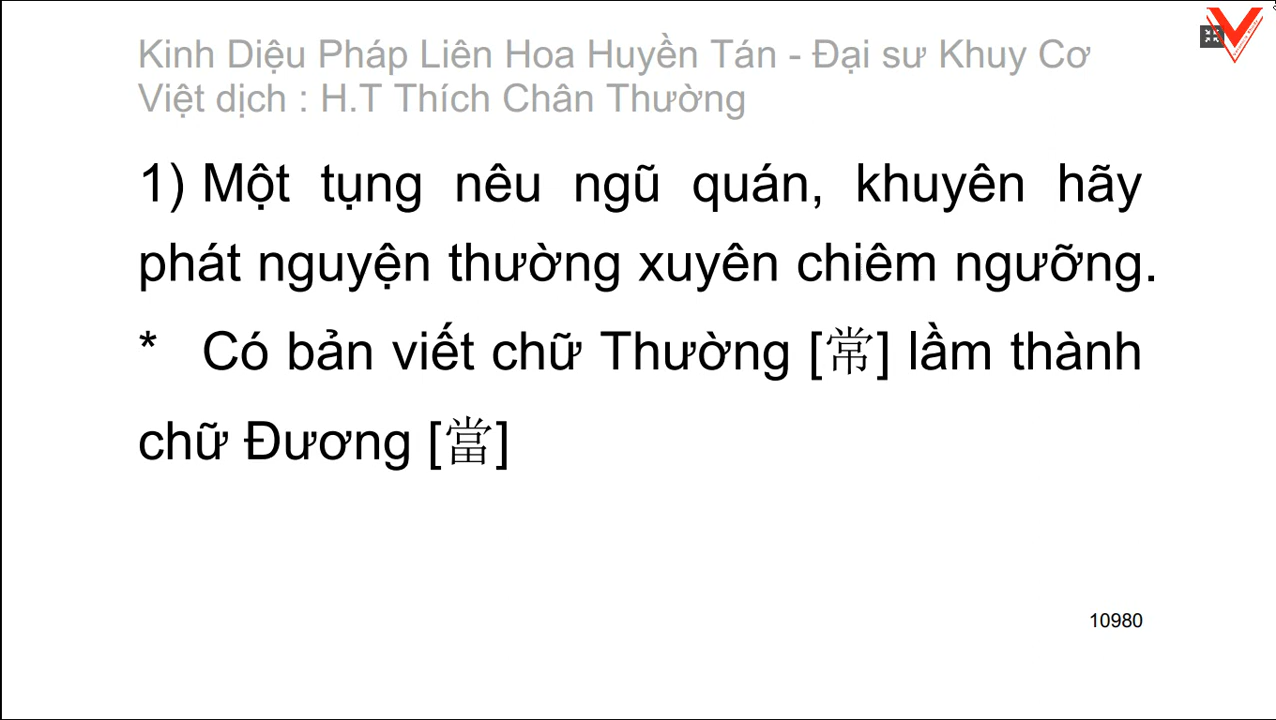 Kinh Diệu Pháp Liên Hoa Huyền Tán - Đại sư Khuy Cơ
Việt dịch : H.T Thích Chân Thường
1) Một tụng nêu ngũ quán, khuyên hãy
phát nguyện thường xuyên chiêm ngưỡng.
* Có bản viết chữ Thường [常] lầm thành
chữ Đương [當]
10980